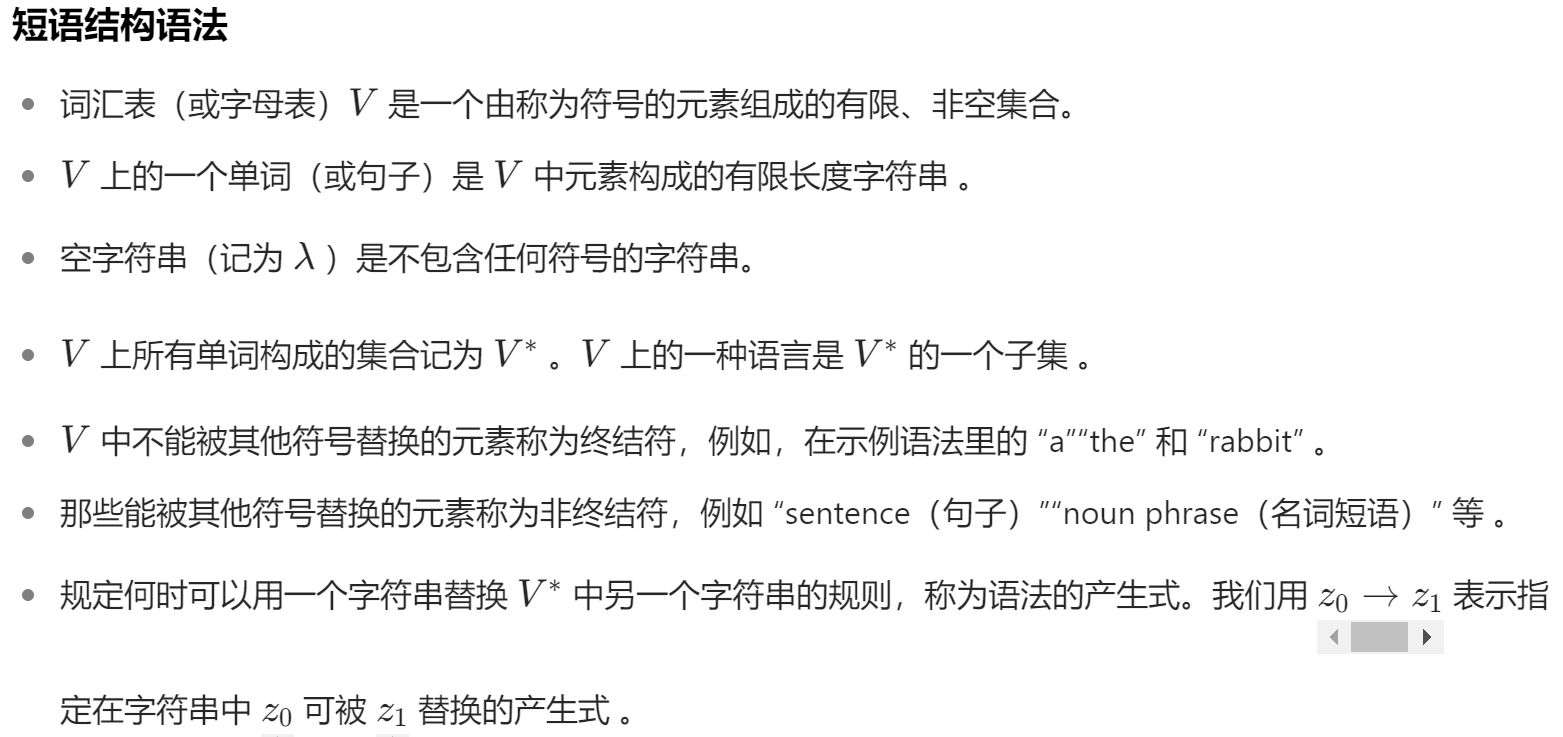 短语结构语法
• 词汇表（或字母表）V 是一个由称为符号的元素组成的有限、非空集合。
• V 上的一个单词（或句子）是 V 中元素构成的有限长度字符串 。
• 空字符串（记为 λ ）是不包含任何符号的字符串。
• V 上所有单词构成的集合记为 V* 。V 上的一种语言是 V* 的一个子集 。
• V 中不能被其他符号替换的元素称为终结符，例如，在示例语法里的 “a”“the” 和 “rabbit” 。
• 那些能被其他符号替换的元素称为非终结符，例如 “sentence（句子）”“noun phrase（名词短语）” 等 。
• 规定何时可以用一个字符串替换 V* 中另一个字符串的规则，称为语法的产生式。我们用 z₀ → z₁ 表示指
定在字符串中 z₀ 可被 z₁ 替换的产生式 。